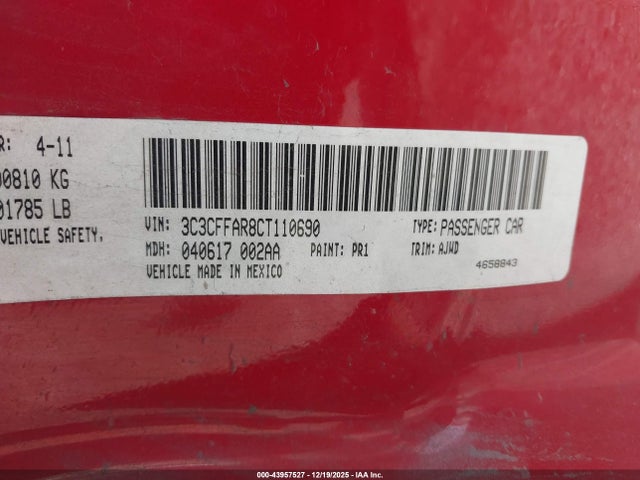 R: 4-11
00810 KG
01785 LB
VEHICLE SAFETY,
VIN: 3C3CFFAR8CT110690 TYPE: PASSENGER CAR
MDH: 040617 002AA PAINT: PR1 TRIM: AJWD
VEHICLE MADE IN MEXICO 4658843
000-43957527 - 12/19/2025 - IAA Inc.